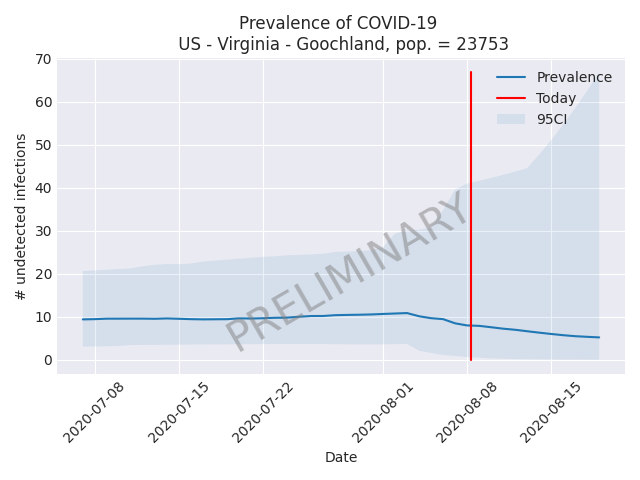 Prevalence of COVID-19
US - Virginia - Goochland, pop. = 23753
# undetected infections
70
60
50
40
30
20
10
0
Prevalence
Today
95CI
PRELIMINARY
2020-07-08
2020-07-15
2020-07-22
2020-08-01
2020-08-08
2020-08-15
Date